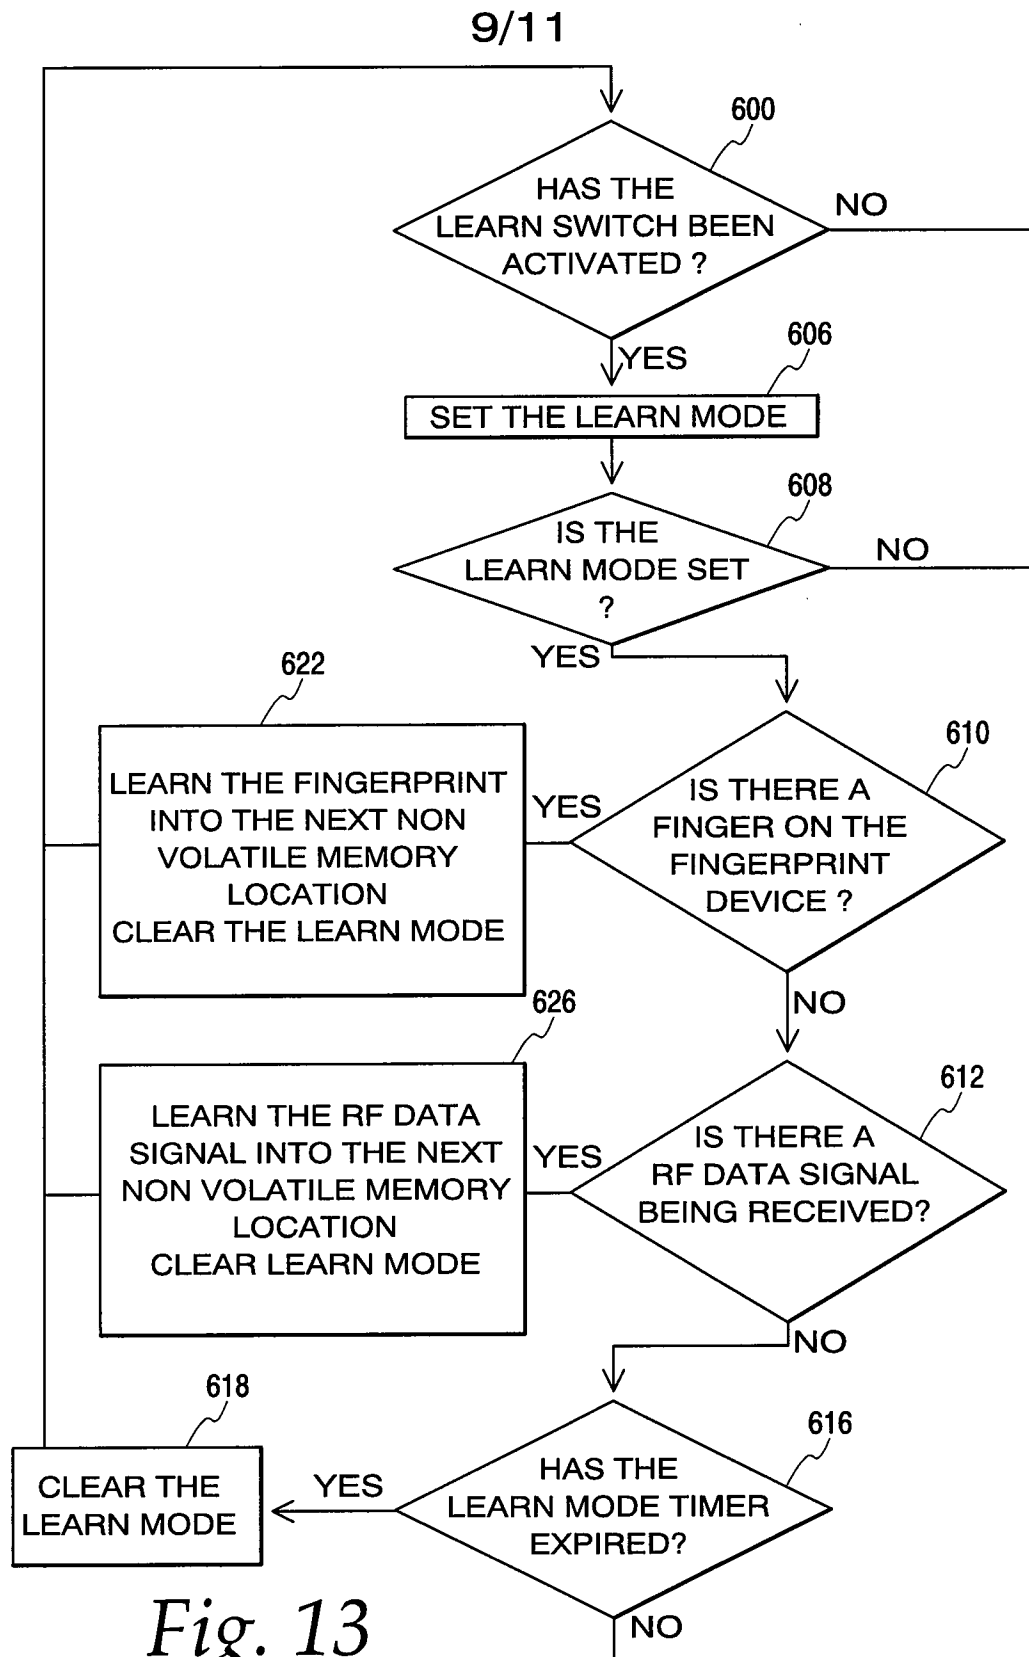 9/11
600
HAS THE
LEARN SWITCH BEEN
ACTIVATED ?
NO
YES
606
SET THE LEARN MODE
608
IS THE
LEARN MODE SET
?
NO
YES
622
LEARN THE FINGERPRINT
INTO THE NEXT NON
VOLATILE MEMORY
LOCATION
CLEAR THE LEARN MODE
YES
610
IS THERE A
FINGER ON THE
FINGERPRINT
DEVICE ?
NO
626
LEARN THE RF DATA
SIGNAL INTO THE NEXT
NON VOLATILE MEMORY
LOCATION
CLEAR LEARN MODE
YES
612
IS THERE A
RF DATA SIGNAL
BEING RECEIVED?
NO
618
CLEAR THE
LEARN MODE
YES
616
HAS THE
LEARN MODE TIMER
EXPIRED?
NO
Fig. 13